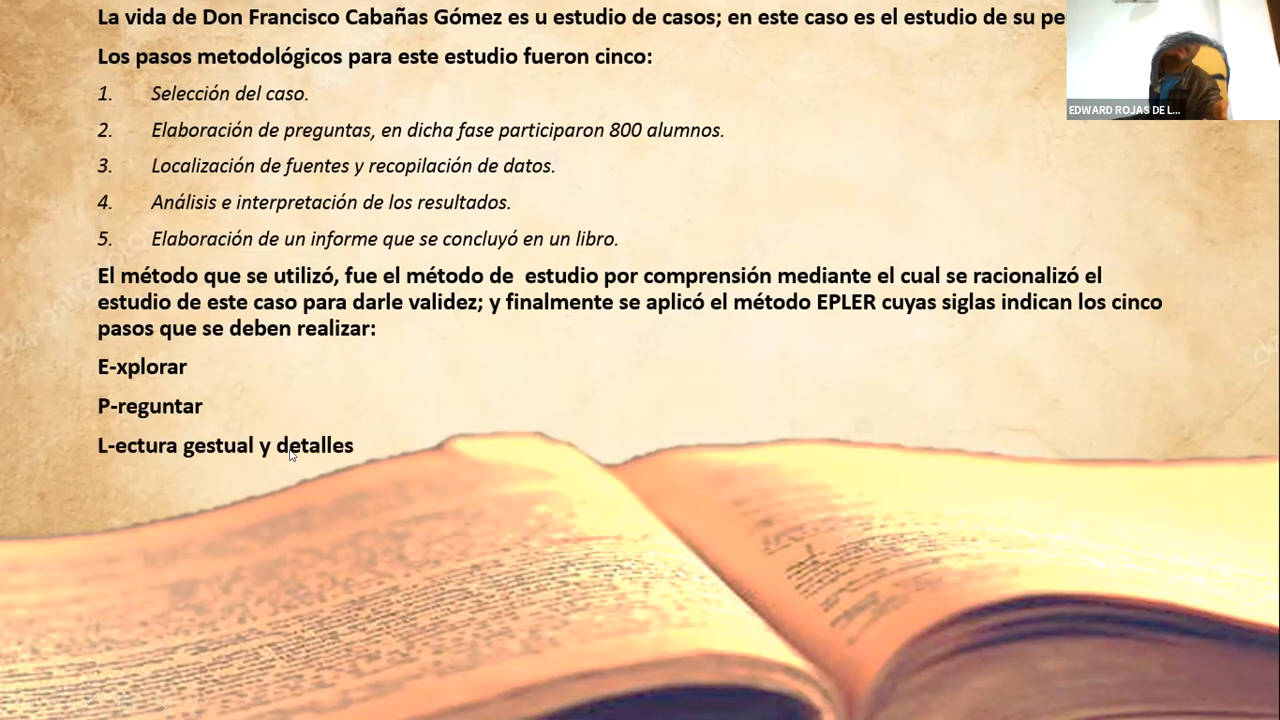 La vida de Don Francisco Cabañas Gómez es u estudio de casos; en este caso es el estudio de su
Los pasos metodológicos para este estudio fueron cinco:
1. Selección del caso.
2. Elaboración de preguntas, en dicha fase participaron 800 alumnos.
3. Localización de fuentes y recopilación de datos.
4. Análisis e interpretación de los resultados.
5. Elaboración de un informe que se concluyó en un libro.
El método que se utilizó, fue el método de estudio por comprensión mediante el cual se racionalizó el
estudio de este caso para darle validez; y finalmente se aplicó el método EPLER cuyas siglas indican los cinco
pasos que se deben realizar:
E-xplorar
P-reguntar
L-ectura gestual y detalles
EDWARD ROJAS DE L...